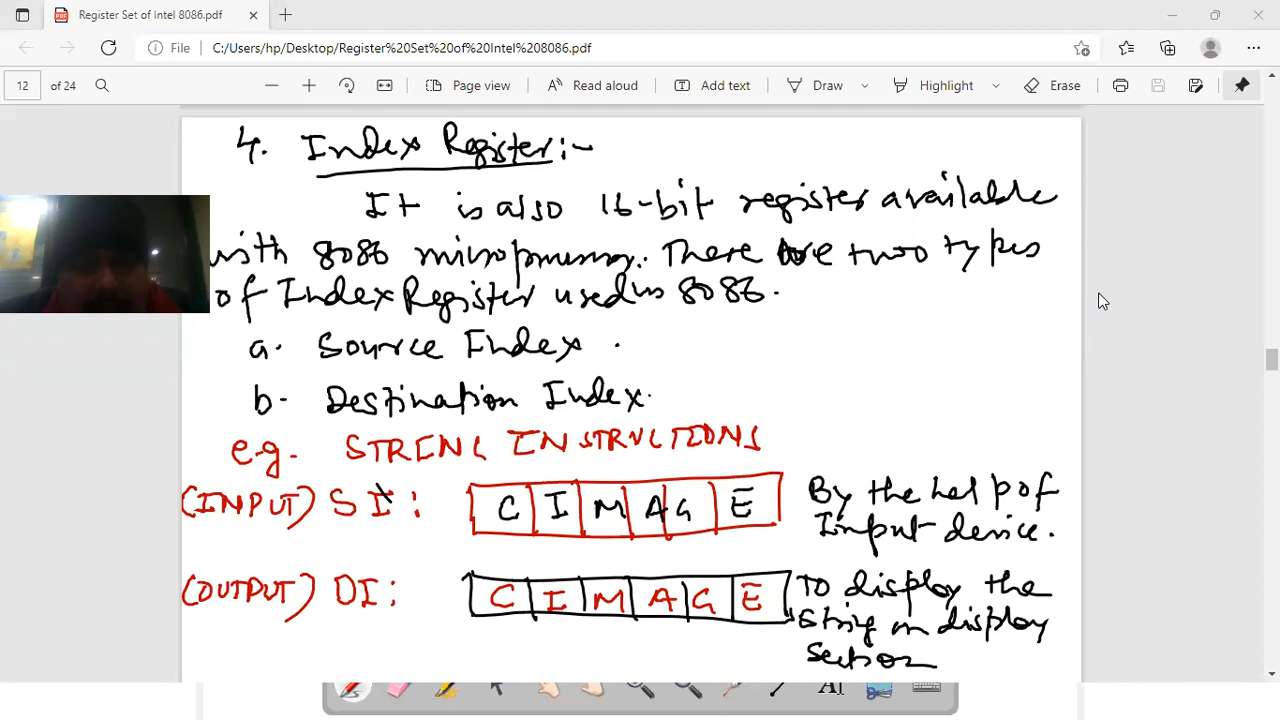 Register Set of Intel 8086.pdf
File C:/Users/hp/Desktop/Register%20Set%20of%20Intel%208086.pdf
12 of 24 Page view Read aloud Add text Draw Highlight Erase
4. Index Register:-
It is also 16-bit register available
with 8086 There are two types
of Index Register used in 8086.
a. Source Index.
b. Destination Index.
e.g. STRING INSTRUCTIONS
(INPUT) SI: C I M A G E By the help of
Input device.
(OUTPUT) DI: C I M A G E To display the
String on display
Section